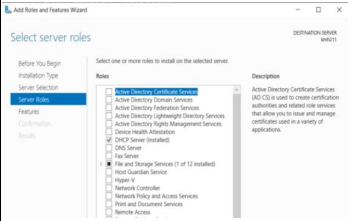 Add Roles and Features Wizard
Select server roles
DESTINATION SERVER
Before You Begin
Installation Type
Server Selection
Server Roles
Features
Confirmation
Results
Select one or more roles to install on the selected server.
Roles
Active Directory Certificate Services
Active Directory Domain Services
Active Directory Federation Services
Active Directory Lightweight Directory Services
Active Directory Rights Management Services
Device Health Attestation
DHCP Server (Installed)
DNS Server
Fax Server
File and Storage Services (1 of 12 installed)
Host Guardian Service
Hyper-V
Network Controller
Network Policy and Access Services
Print and Document Services
Remote Access
Description
Active Directory Certificate Services
(AD CS) is used to create certification
authorities and related role services
that allow you to issue and manage
certificates used in a variety of
applications.